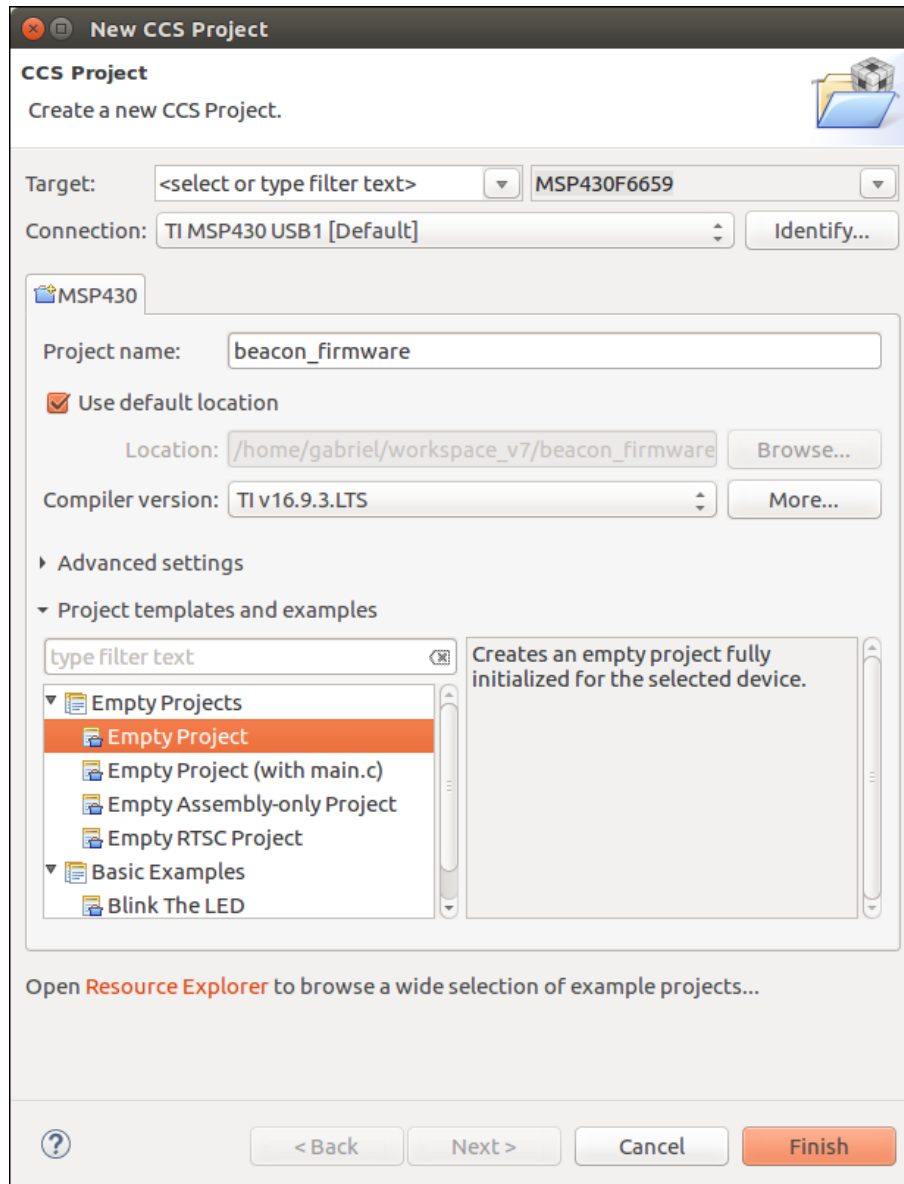 New CCS Project
CCS Project
Create a new CCS Project.
Target: <select or type filter text> MSP430F6659
Connection: TI MSP430 USB1 [Default] Identify...
MSP430
Project name: beacon_firmware
Use default location
Location: /home/gabriel/workspace_v7/beacon_firmware Browse...
Compiler version: TI v16.9.3.LTS More...
Advanced settings
Project templates and examples
type filter text
Creates an empty project fully
initialized for the selected device.
Empty Projects
Empty Project
Empty Project (with main.c)
Empty Assembly-only Project
Empty RTSC Project
Basic Examples
Blink The LED
Open Resource Explorer to browse a wide selection of example projects...
? < Back Next > Cancel Finish